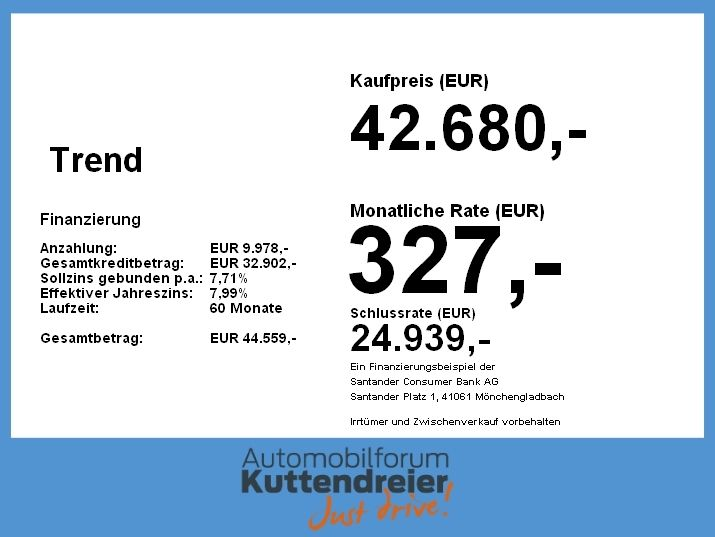 Trend
Finanzierung
Anzahlung: EUR 9.978,-
Gesamtkreditbetrag: EUR 32.902,-
Sollzins gebunden p.a.: 7,71%
Effektiver Jahreszins: 7,99%
Laufzeit: 60 Monate
Gesamtbetrag: EUR 44.559,-
Kaufpreis (EUR)
42.680,-
Monatliche Rate (EUR)
327,-
Schlussrate (EUR)
24.939,-
Ein Finanzierungsbeispiel der
Santander Consumer Bank AG
Santander Platz 1, 41061 Mönchengladbach
Irrtümer und Zwischenverkauf vorbehalten
Automobilforum
Kuttendreier
Just drive!